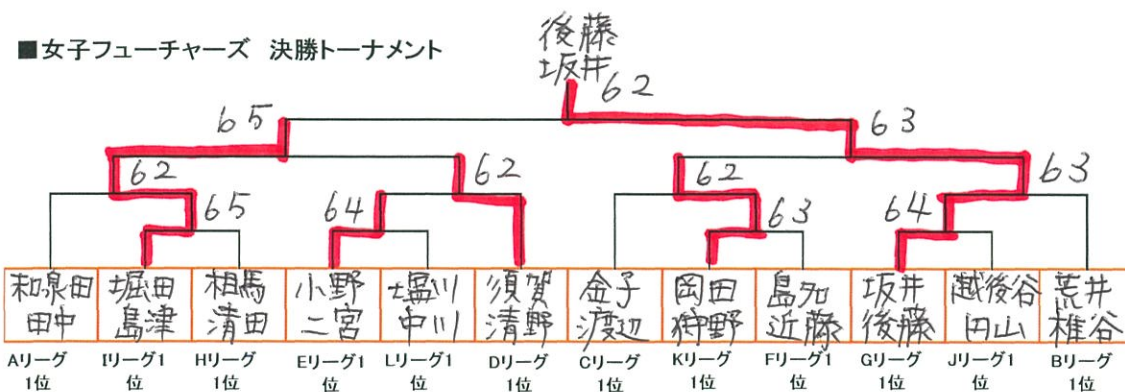 ■女子フューチャーズ 決勝トーナメント
後藤
坂井
62
65
63
62
62
62
63
65
64
63
64
和泉田 堀田 相馬 小野 塩川 須賀 金子 岡田 島 坂井 越後谷 荒井
田中 島津 清田 二宮 中川 清野 渡辺 狩野 近藤 後藤 円山 椎谷
Aリーグ1位 Iリーグ1位 Hリーグ1位 Eリーグ1位 Lリーグ1位 Dリーグ1位 Cリーグ1位 Kリーグ1位 Fリーグ1位 Gリーグ1位 Jリーグ1位 Bリーグ1位